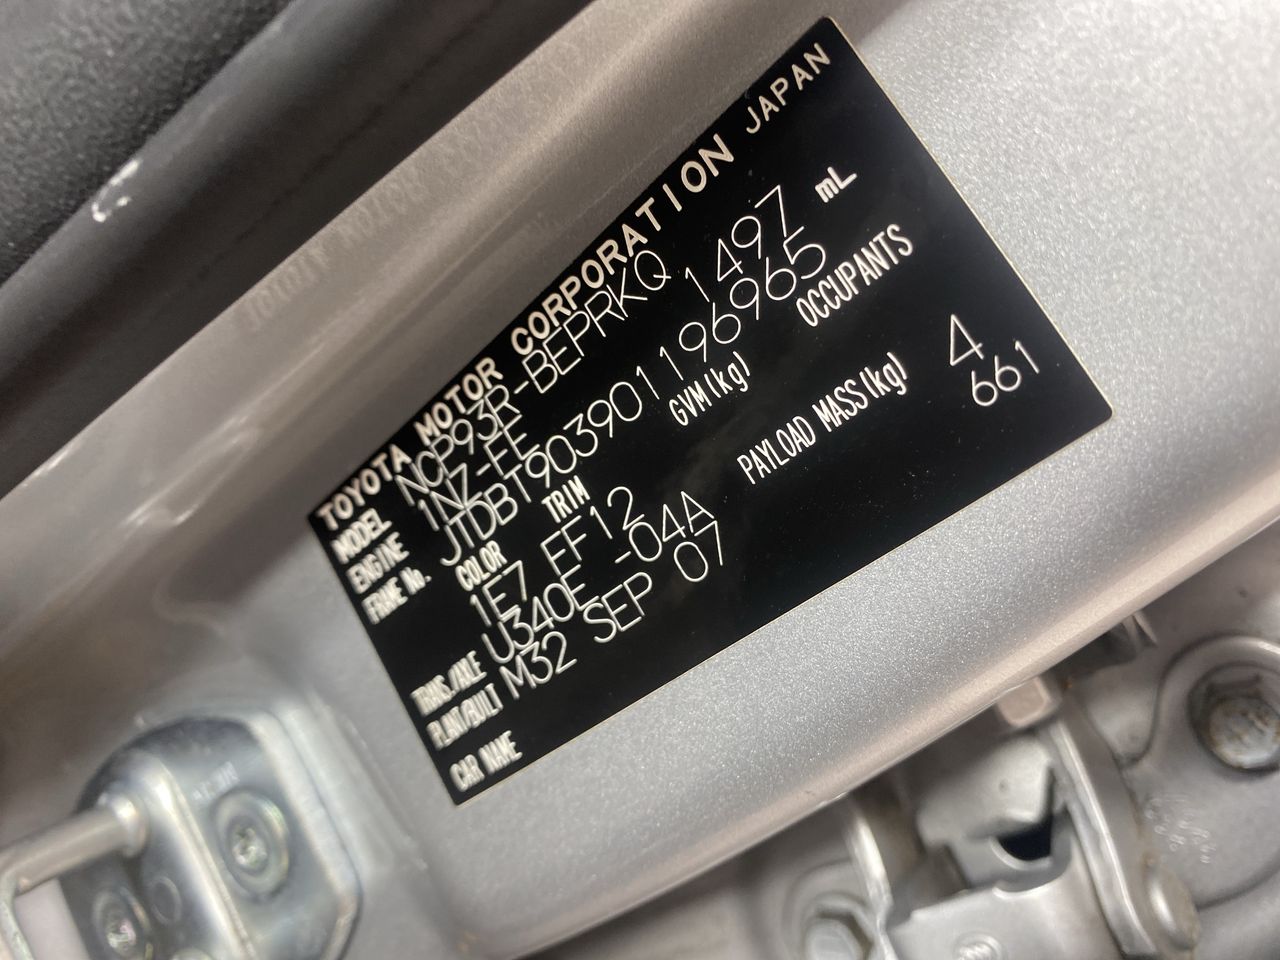 TOYOTA MOTOR CORPORATION JAPAN
MODEL NCP93R-BEPRKQ
ENGINE 1NZ-FE 1497 mL
FRAME No. JTDBT903901196965
COLOR TRIM GVM(kg) OCCUPANTS
1E7 FF12 4
TRANS./AXLE U340E -04A PAYLOAD MASS(kg) 661
PLANT/BUILT M32 SEP 07
CAR NAME